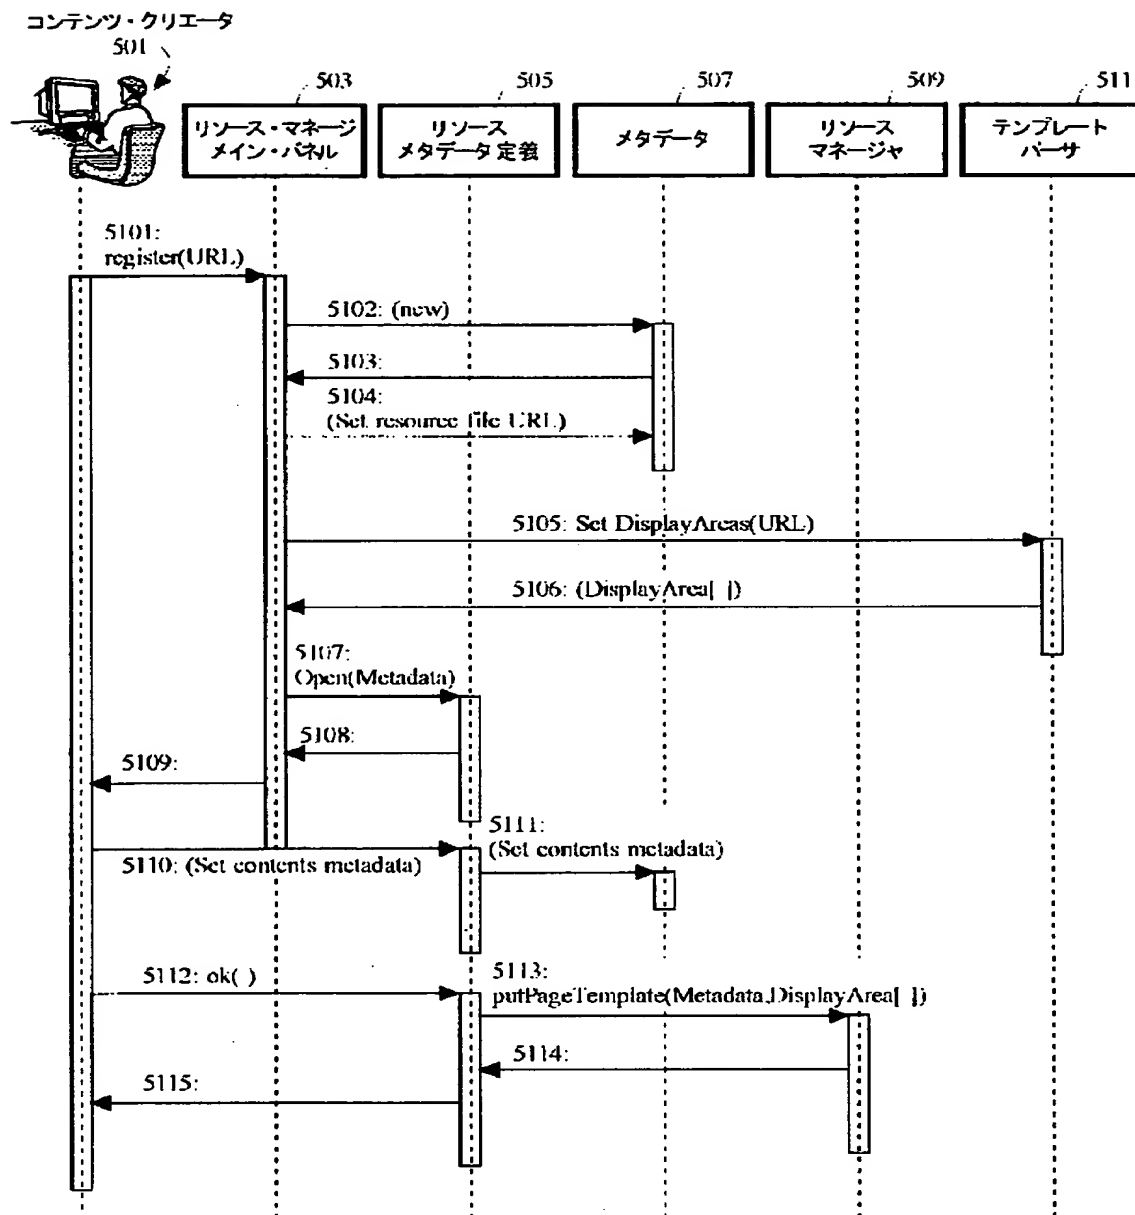 コンテンツ・クリエータ
501
503
505
507
509
511
リソース・マネージ
メイン・パネル
リソース
メタデータ定義
メタデータ
リソース
マネージャ
テンプレート
パーサ
5101:
register(URL)
5102: (new)
5103:
5104:
(Set resource file URL)
5105: Set DisplayAreas(URL)
5106: (DisplayArea[ ])
5107:
Open(Metadata)
5108:
5109:
5110: (Set contents metadata)
5111:
(Set contents metadata)
5112: ok( )
5113:
putPageTemplate(Metadata,DisplayArea[ ])
5114:
5115: